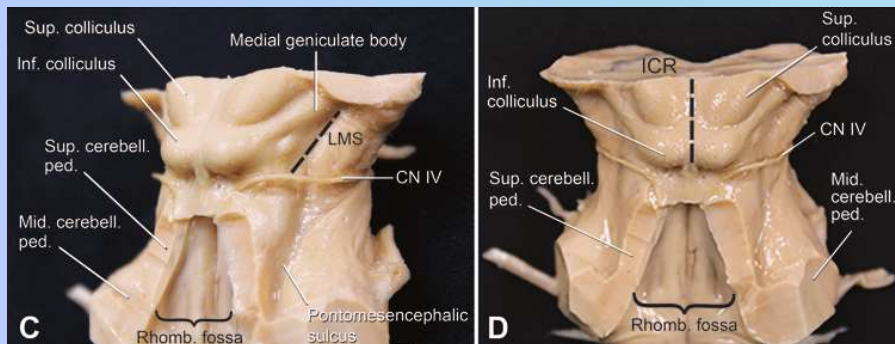 Sup. colliculus
Medial geniculate body
Inf. colliculus
LMS
Sup. cerebell.
ped.
CN IV
Mid. cerebell.
ped.
Pontomesencephalic
sulcus
Rhomb. fossa
C
ICR
Sup.
colliculus
Inf.
colliculus
CN IV
Sup. cerebell.
ped.
Mid.
cerebell.
ped.
Rhomb. fossa
D